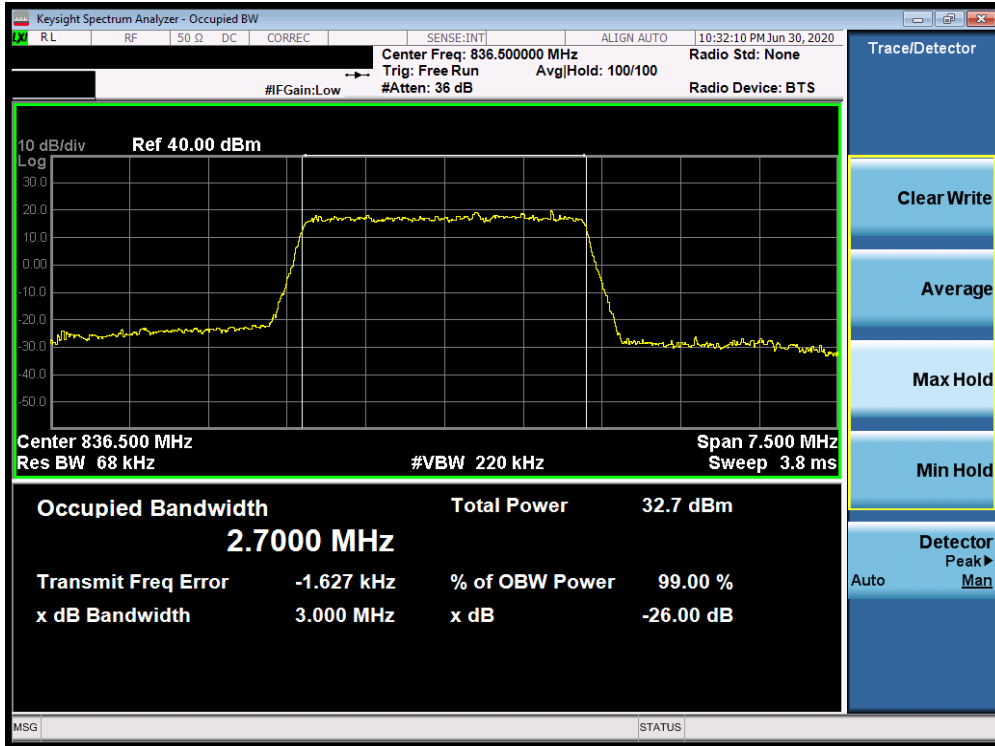 Keysight Spectrum Analyzer - Occupied BW
LXI RL RF 50 Ω DC CORREC SENSE:INT ALIGN AUTO 10:32:10 PM Jun 30, 2020
Center Freq: 836.500000 MHz Radio Std: None
Trig: Free Run Avg|Hold: 100/100
#IFGain:Low #Atten: 36 dB Radio Device: BTS
10 dB/div Ref 40.00 dBm
Log
30.0
20.0
10.0
0.00
-10.0
-20.0
-30.0
-40.0
-50.0
Center 836.500 MHz Span 7.500 MHz
Res BW 68 kHz #VBW 220 kHz Sweep 3.8 ms
Occupied Bandwidth Total Power 32.7 dBm
2.7000 MHz
Transmit Freq Error -1.627 kHz % of OBW Power 99.00 %
x dB Bandwidth 3.000 MHz x dB -26.00 dB
MSG STATUS
Trace/Detector
Clear Write
Average
Max Hold
Min Hold
Detector
Peak▶
Auto Man